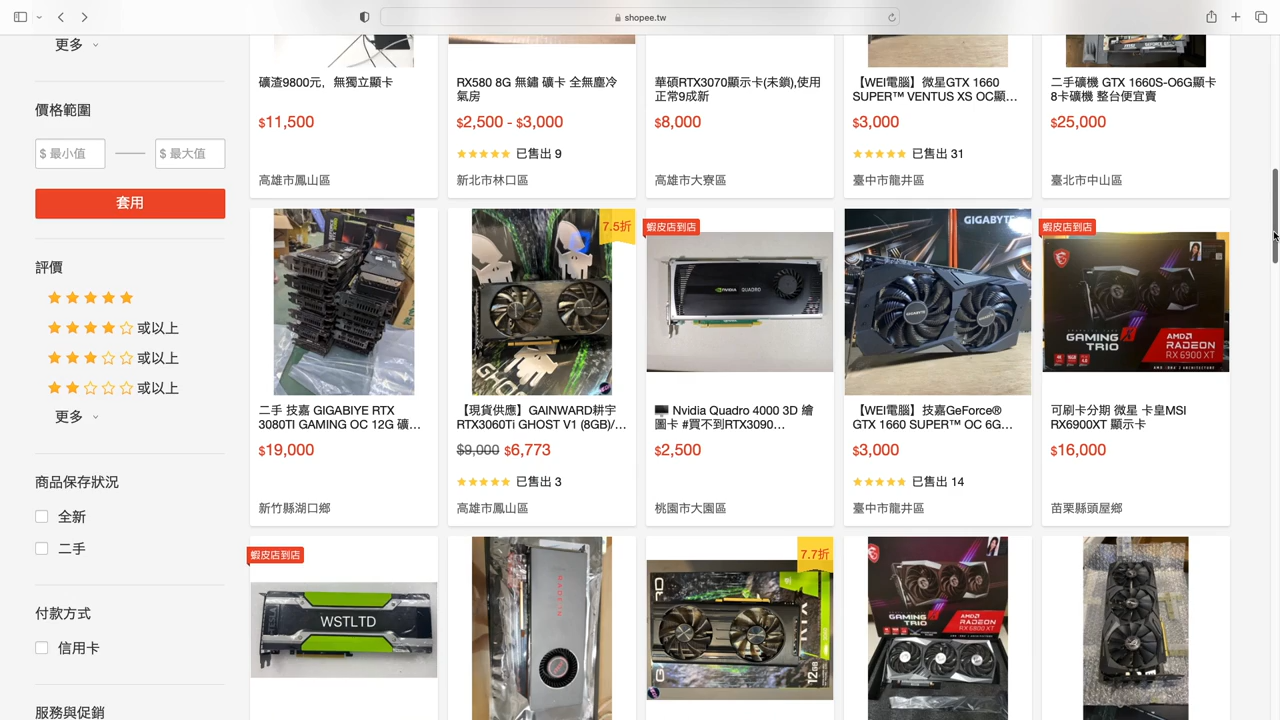 shopee.tw
更多
價格範圍
$ 最小值
$ 最大值
套用
評價
或以上
或以上
或以上
更多
商品保存狀況
全新
二手
付款方式
信用卡
服務與促銷
礦渣9800元，無獨立顯卡
$11,500
高雄市鳳山區
RX580 8G 無鏽 礦卡 全無塵冷
氣房
$2,500 - $3,000
已售出 9
新北市林口區
華碩RTX3070顯示卡(未鎖),使用
正常9成新
$8,000
高雄市大寮區
【WEI電腦】微星GTX 1660
SUPER™ VENTUS XS OC顯…
$3,000
已售出 31
臺中市龍井區
二手礦機 GTX 1660S-O6G顯卡
8卡礦機 整台便宜賣
$25,000
臺北市中山區
二手 技嘉 GIGABIYE RTX
3080TI GAMING OC 12G 礦…
$19,000
新竹縣湖口鄉
7.5折
【現貨供應】GAINWARD耕宇
RTX3060Ti GHOST V1 (8GB)/…
$9,000 $6,773
已售出 3
高雄市鳳山區
蝦皮店到店
NVIDIA QUADRO
Nvidia Quadro 4000 3D 繪
圖卡 #買不到RTX3090…
$2,500
桃園市大園區
GIGABYTE
GIGABYTE
GIGABYTE
【WEI電腦】技嘉GeForce®
GTX 1660 SUPER™ OC 6G…
$3,000
已售出 14
臺中市龍井區
蝦皮店到店
GAMING
TRIO
AMD
RADEON
RX 6900 XT
可刷卡分期 微星 卡皇MSI
RX6900XT 顯示卡
$16,000
苗栗縣頭屋鄉
蝦皮店到店
WSTLTD
RADEON
7.7折
12GB
GAMING
TRIO
AMD
RADEON
RX 6800 XT